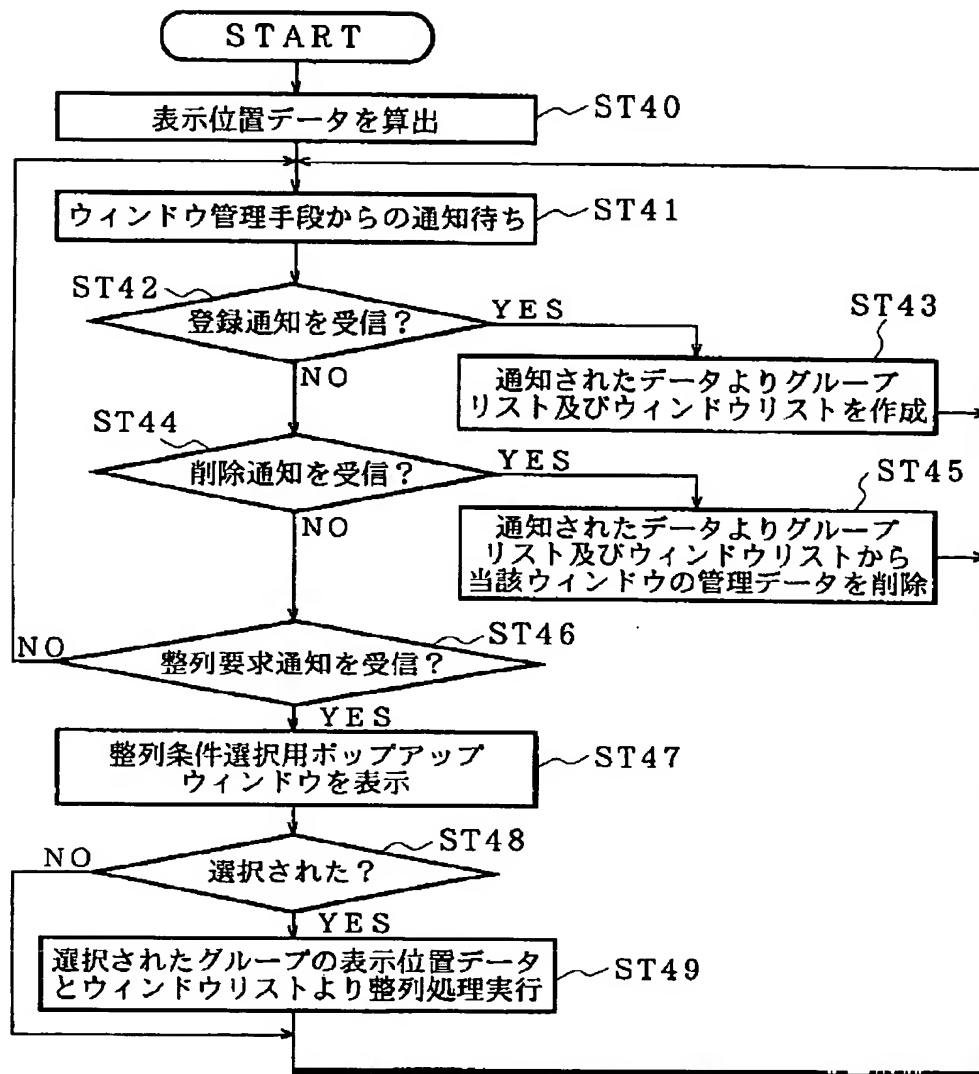 START
表示位置データを算出
ST40
ウィンドウ管理手段からの通知待ち
ST41
ST42
登録通知を受信?
YES
NO
ST43
通知されたデータよりグループ
リスト及びウィンドウリストを作成
ST44
削除通知を受信?
YES
NO
ST45
通知されたデータよりグループ
リスト及びウィンドウリストから
当該ウィンドウの管理データを削除
ST46
NO
整列要求通知を受信?
YES
整列条件選択用ポップアップ
ウィンドウを表示
ST47
ST48
NO
選択された?
YES
選択されたグループの表示位置データ
とウィンドウリストより整列処理実行
ST49